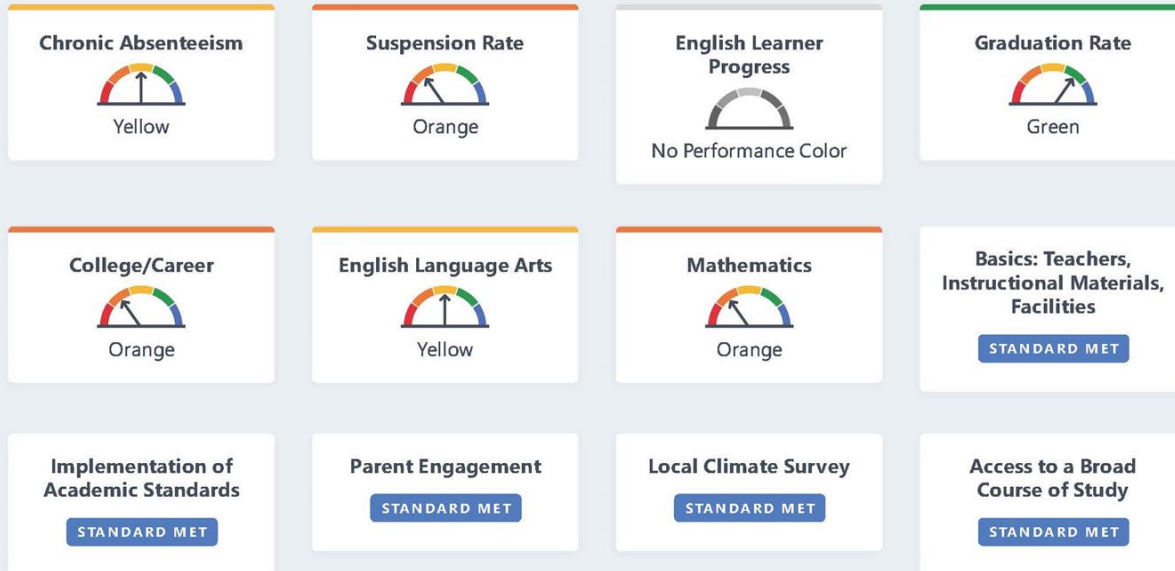 Chronic Absenteeism
Yellow
Suspension Rate
Orange
English Learner
Progress
No Performance Color
Graduation Rate
Green
College/Career
Orange
English Language Arts
Yellow
Mathematics
Orange
Basics: Teachers,
Instructional Materials,
Facilities
STANDARD MET
Implementation of
Academic Standards
STANDARD MET
Parent Engagement
STANDARD MET
Local Climate Survey
STANDARD MET
Access to a Broad
Course of Study
STANDARD MET